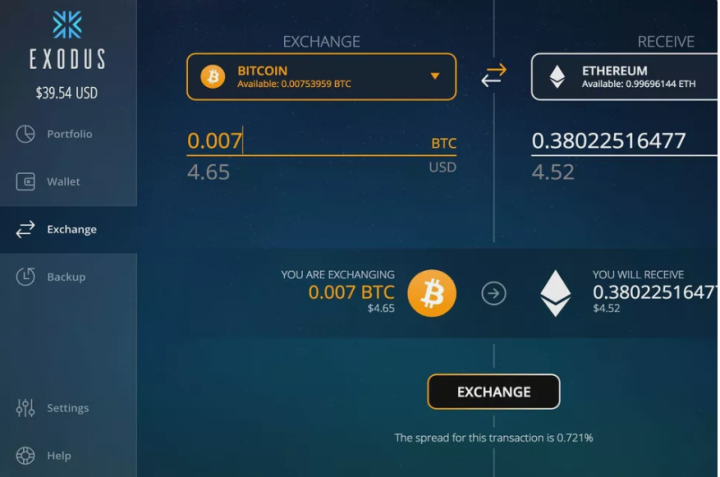 EXODUS
$39.54 USD
Portfolio
Wallet
Exchange
Backup
Settings
Help
EXCHANGE
BITCOIN
Available: 0.00753959 BTC
0.007 BTC
4.65 USD
RECEIVE
ETHEREUM
Available: 0.99696144 ETH
0.38022516477
4.52
YOU ARE EXCHANGING
0.007 BTC
$4.65
YOU WILL RECEIVE
0.38022516477
$4.52
EXCHANGE
The spread for this transaction is 0.721%